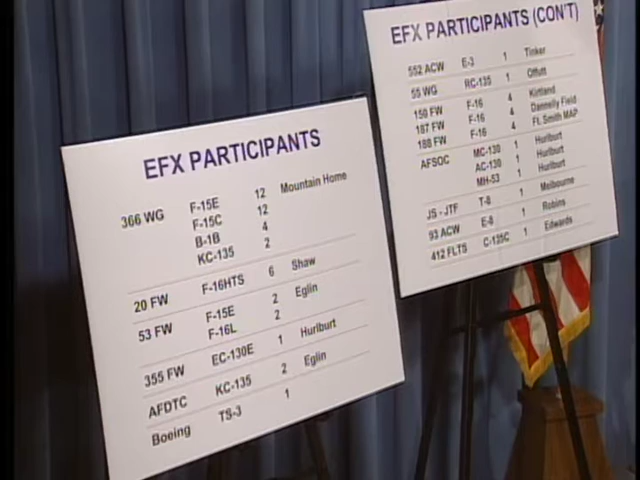 EFX PARTICIPANTS
366 WG F-15E 12 Mountain Home
F-15C 12
B-1B 4
KC-135 2
20 FW F-16HTS 6 Shaw
53 FW F-15E 2 Eglin
F-16L 2
355 FW EC-130E 1 Hurlburt
AFDTC KC-135 2 Eglin
Boeing TS-3 1
EFX PARTICIPANTS (CON'T)
552 ACW E-3 1 Tinker
55 WG RC-135 1 Offutt
150 FW F-16 4 Kirtland
187 FW F-16 4 Dannelly Field
188 FW F-16 4 Ft. Smith MAP
AFSOC MC-130 1 Hurlburt
AC-130 1 Hurlburt
MH-53 1 Hurlburt
JS - JTF T-8 1 Melbourne
93 ACW E-8 1 Robins
412 FLTS C-135C 1 Edwards